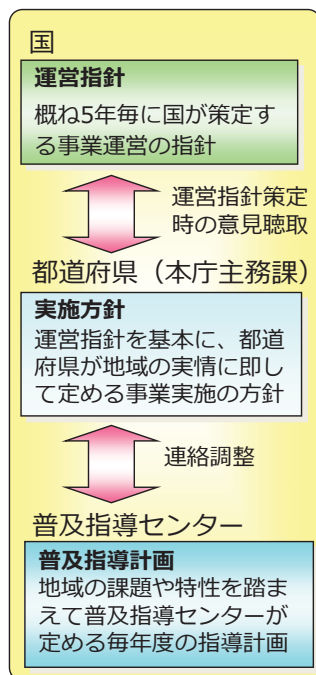 国
運営指針
概ね5年毎に国が策定す
る事業運営の指針
運営指針策定
時の意見聴取
都道府県（本庁主務課）
実施方針
運営指針を基本に、都道
府県が地域の実情に即し
て定める事業実施の方針
連絡調整
普及指導センター
普及指導計画
地域の課題や特性を踏ま
えて普及指導センターが
定める毎年度の指導計画